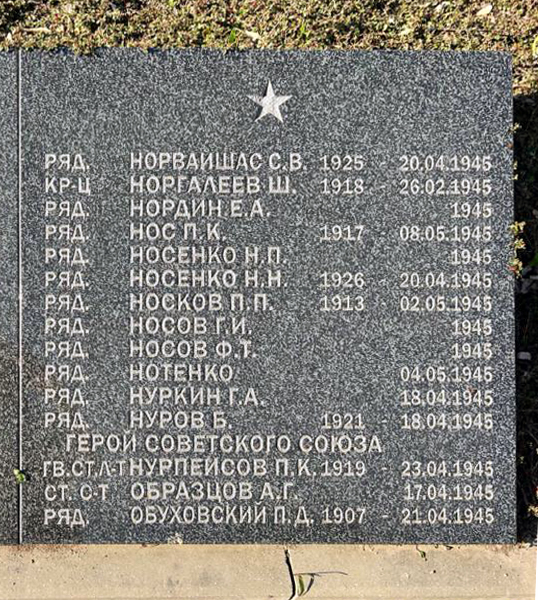 РЯД. НОРВАИШАС С.В. 1925 - 20.04.1945
КР-Ц НОРГАЛЕЕВ Ш. 1918 - 26.02.1945
РЯД. НОРДИН Е.А. 1945
РЯД. НОС П.К. 1917 - 08.05.1945
РЯД. НОСЕНКО Н.П. 1945
РЯД. НОСЕНКО Н.Н. 1926 - 20.04.1945
РЯД. НОСКОВ П.П. 1913 - 02.05.1945
РЯД. НОСОВ Г.И. 1945
РЯД. НОСОВ Ф.Т. 1945
РЯД. НОТЕНКО 04.05.1945
РЯД. НУРКИН Г.А. 18.04.1945
РЯД. НУРОВ Б. 1921 - 18.04.1945
ГЕРОЙ СОВЕТСКОГО СОЮЗА
ГВ.СТ.Л-Т НУРПЕЙСОВ П.К. 1919 - 23.04.1945
СТ. С-Т ОБРАЗЦОВ А.Г. 17.04.1945
РЯД. ОБУХОВСКИЙ П.Д. 1907 - 21.04.1945